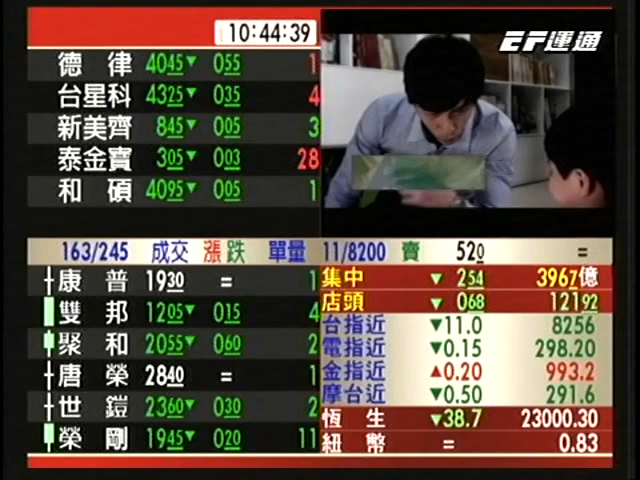 10:44:39
EF運通
德律 4045▼ 055 1
台星科 4325▼ 035 4
新美齊 845▼ 005 3
泰金寶 305▼ 003 28
和碩 4095▼ 005 1
163/245 成交 漲跌 單量 11/8200 賣 520 =
康普 1930 = 1
集中 ▼ 254 3967億
雙邦 1205▼ 015 4
店頭 ▼ 068 12192
台指近 ▼11.0 8256
聚和 2055▼ 060 2
電指近 ▼0.15 298.20
唐榮 2840 = 1
金指近 ▲0.20 993.2
世鎧 2360▼ 030 2
摩台近 ▼0.50 291.6
恆生 ▼38.7 23000.30
榮剛 1945▼ 020 11
紐幣 = 0.83